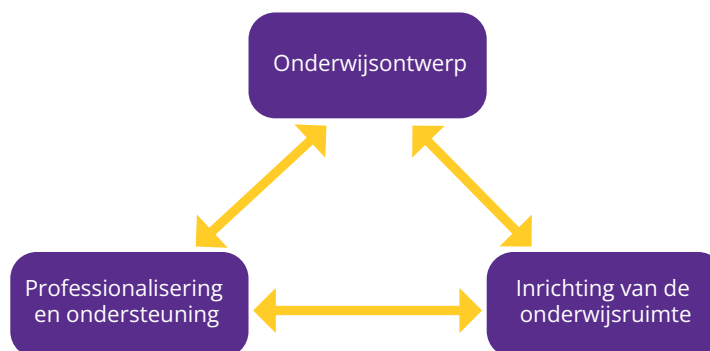 Onderwijsontwerp
Professionalisering
en ondersteuning
Inrichting van de
onderwijsruimte